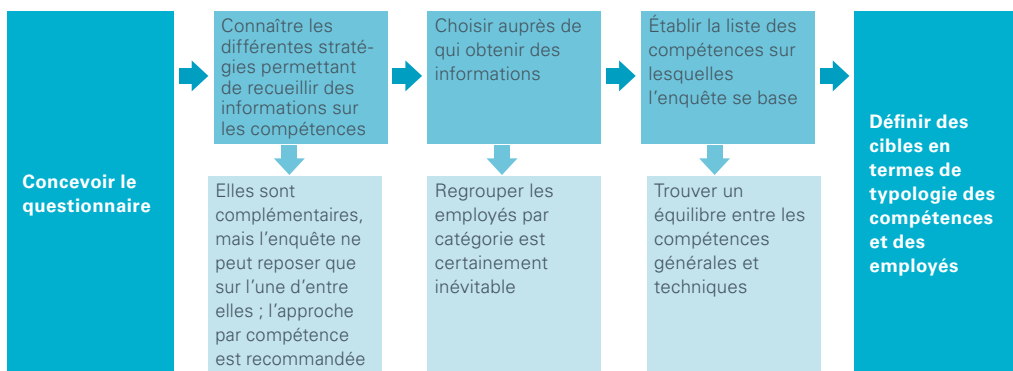 Concevoir le
questionnaire
Connaître les
différentes straté-
gies permettant
de recueillir des
informations sur
les compétences
Elles sont
complémentaires,
mais l’enquête ne
peut reposer que
sur l’une d’entre
elles ; l’approche
par compétence
est recommandée
Choisir auprès de
qui obtenir des
informations
Regrouper les
employés par
catégorie est
certainement
inévitable
Établir la liste des
compétences sur
lesquelles
l’enquête se base
Trouver un
équilibre entre les
compétences
générales et
techniques
Définir des
cibles en
termes de
typologie des
compétences
et des
employés